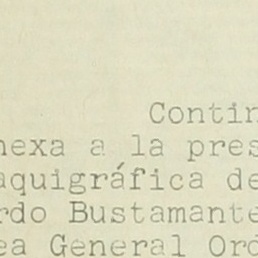 Contin
nexa a la pres
aquigráfica de
rdo Bustamante
ea General Ord